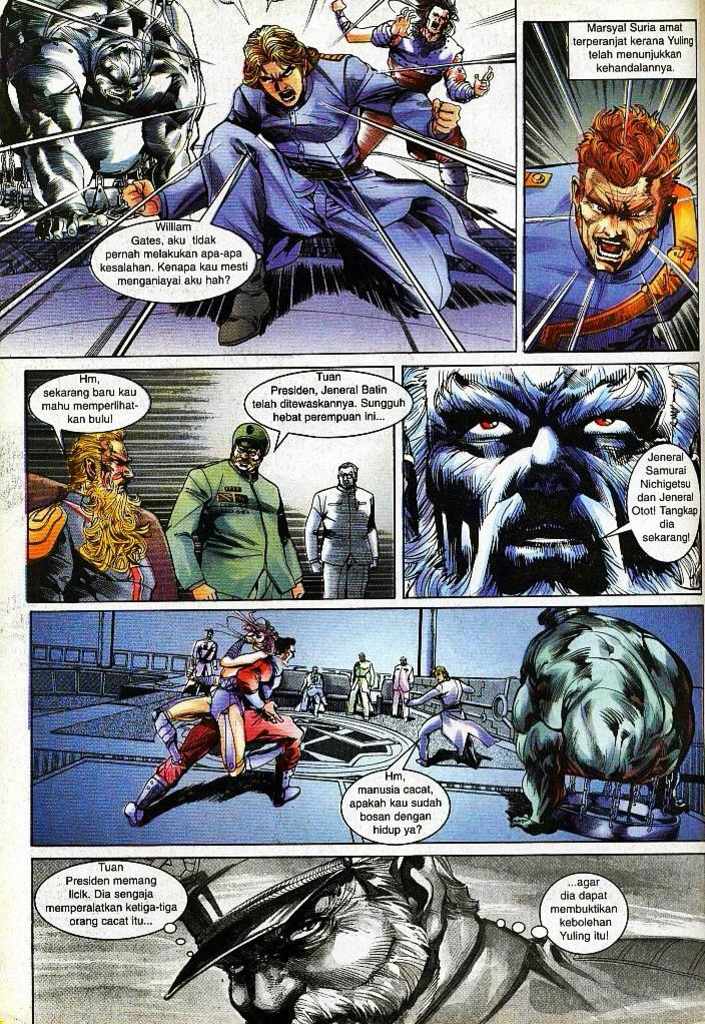 William
Gates, aku tidak
pernah melakukan apa-apa
kesalahan. Kenapa kau mesti
menganiayai aku hah?
Marsyal Suria amat
terperanjat kerana Yuling
telah menunjukkan
kehandalannya.
Hm,
sekarang baru kau
mahu memperlihat-
kan bulu!
Tuan
Presiden, Jeneral Batin
telah ditewaskannya. Sungguh
hebat perempuan ini...
Jeneral
Samurai
Nichigetsu
dan Jeneral
Otot! Tangkap
dia
sekarang!
Hm,
manusia cacat,
apakah kau sudah
bosan dengan
hidup ya?
Tuan
Presiden memang
licik. Dia sengaja
memperalatkan ketiga-tiga
orang cacat itu...
...agar
dia dapat
membuktikan
kebolehan
Yuling itu!